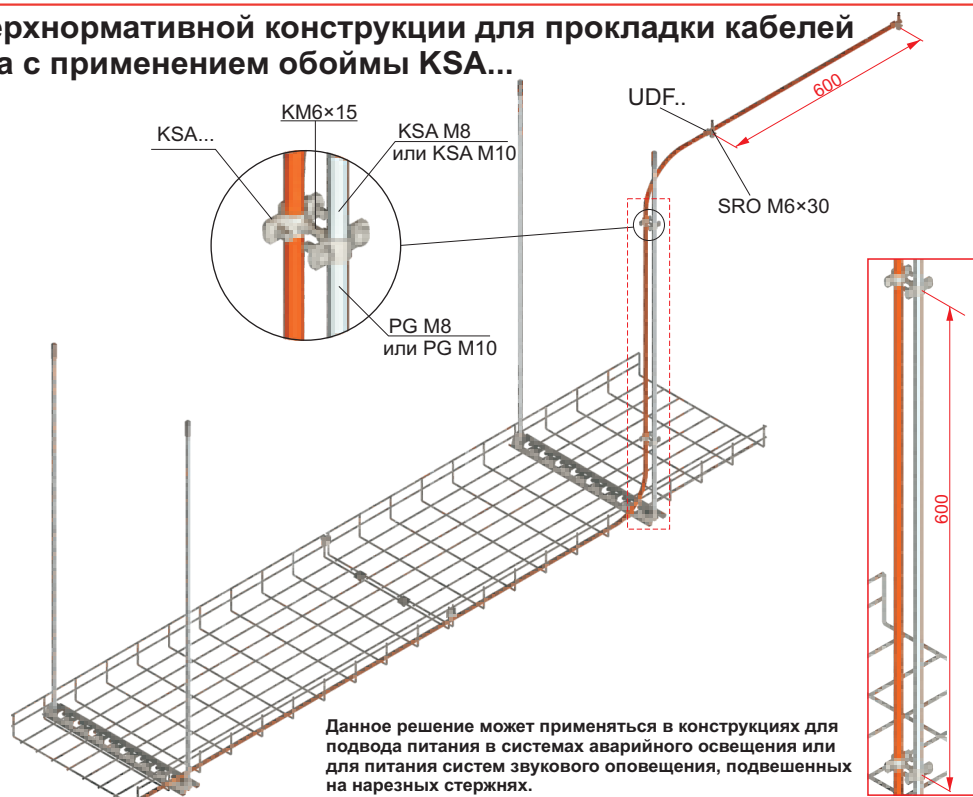 ерхнормативной конструкции для прокладки кабелей
а с применением обоймы KSA...
600
UDF..
KM6×15
KSA...
KSA M8
или KSA M10
SRO M6×30
PG M8
или PG M10
600
Данное решение может применяться в конструкциях для
подвода питания в системах аварийного освещения или
для питания систем звукового оповещения, подвешенных
на нарезных стержнях.